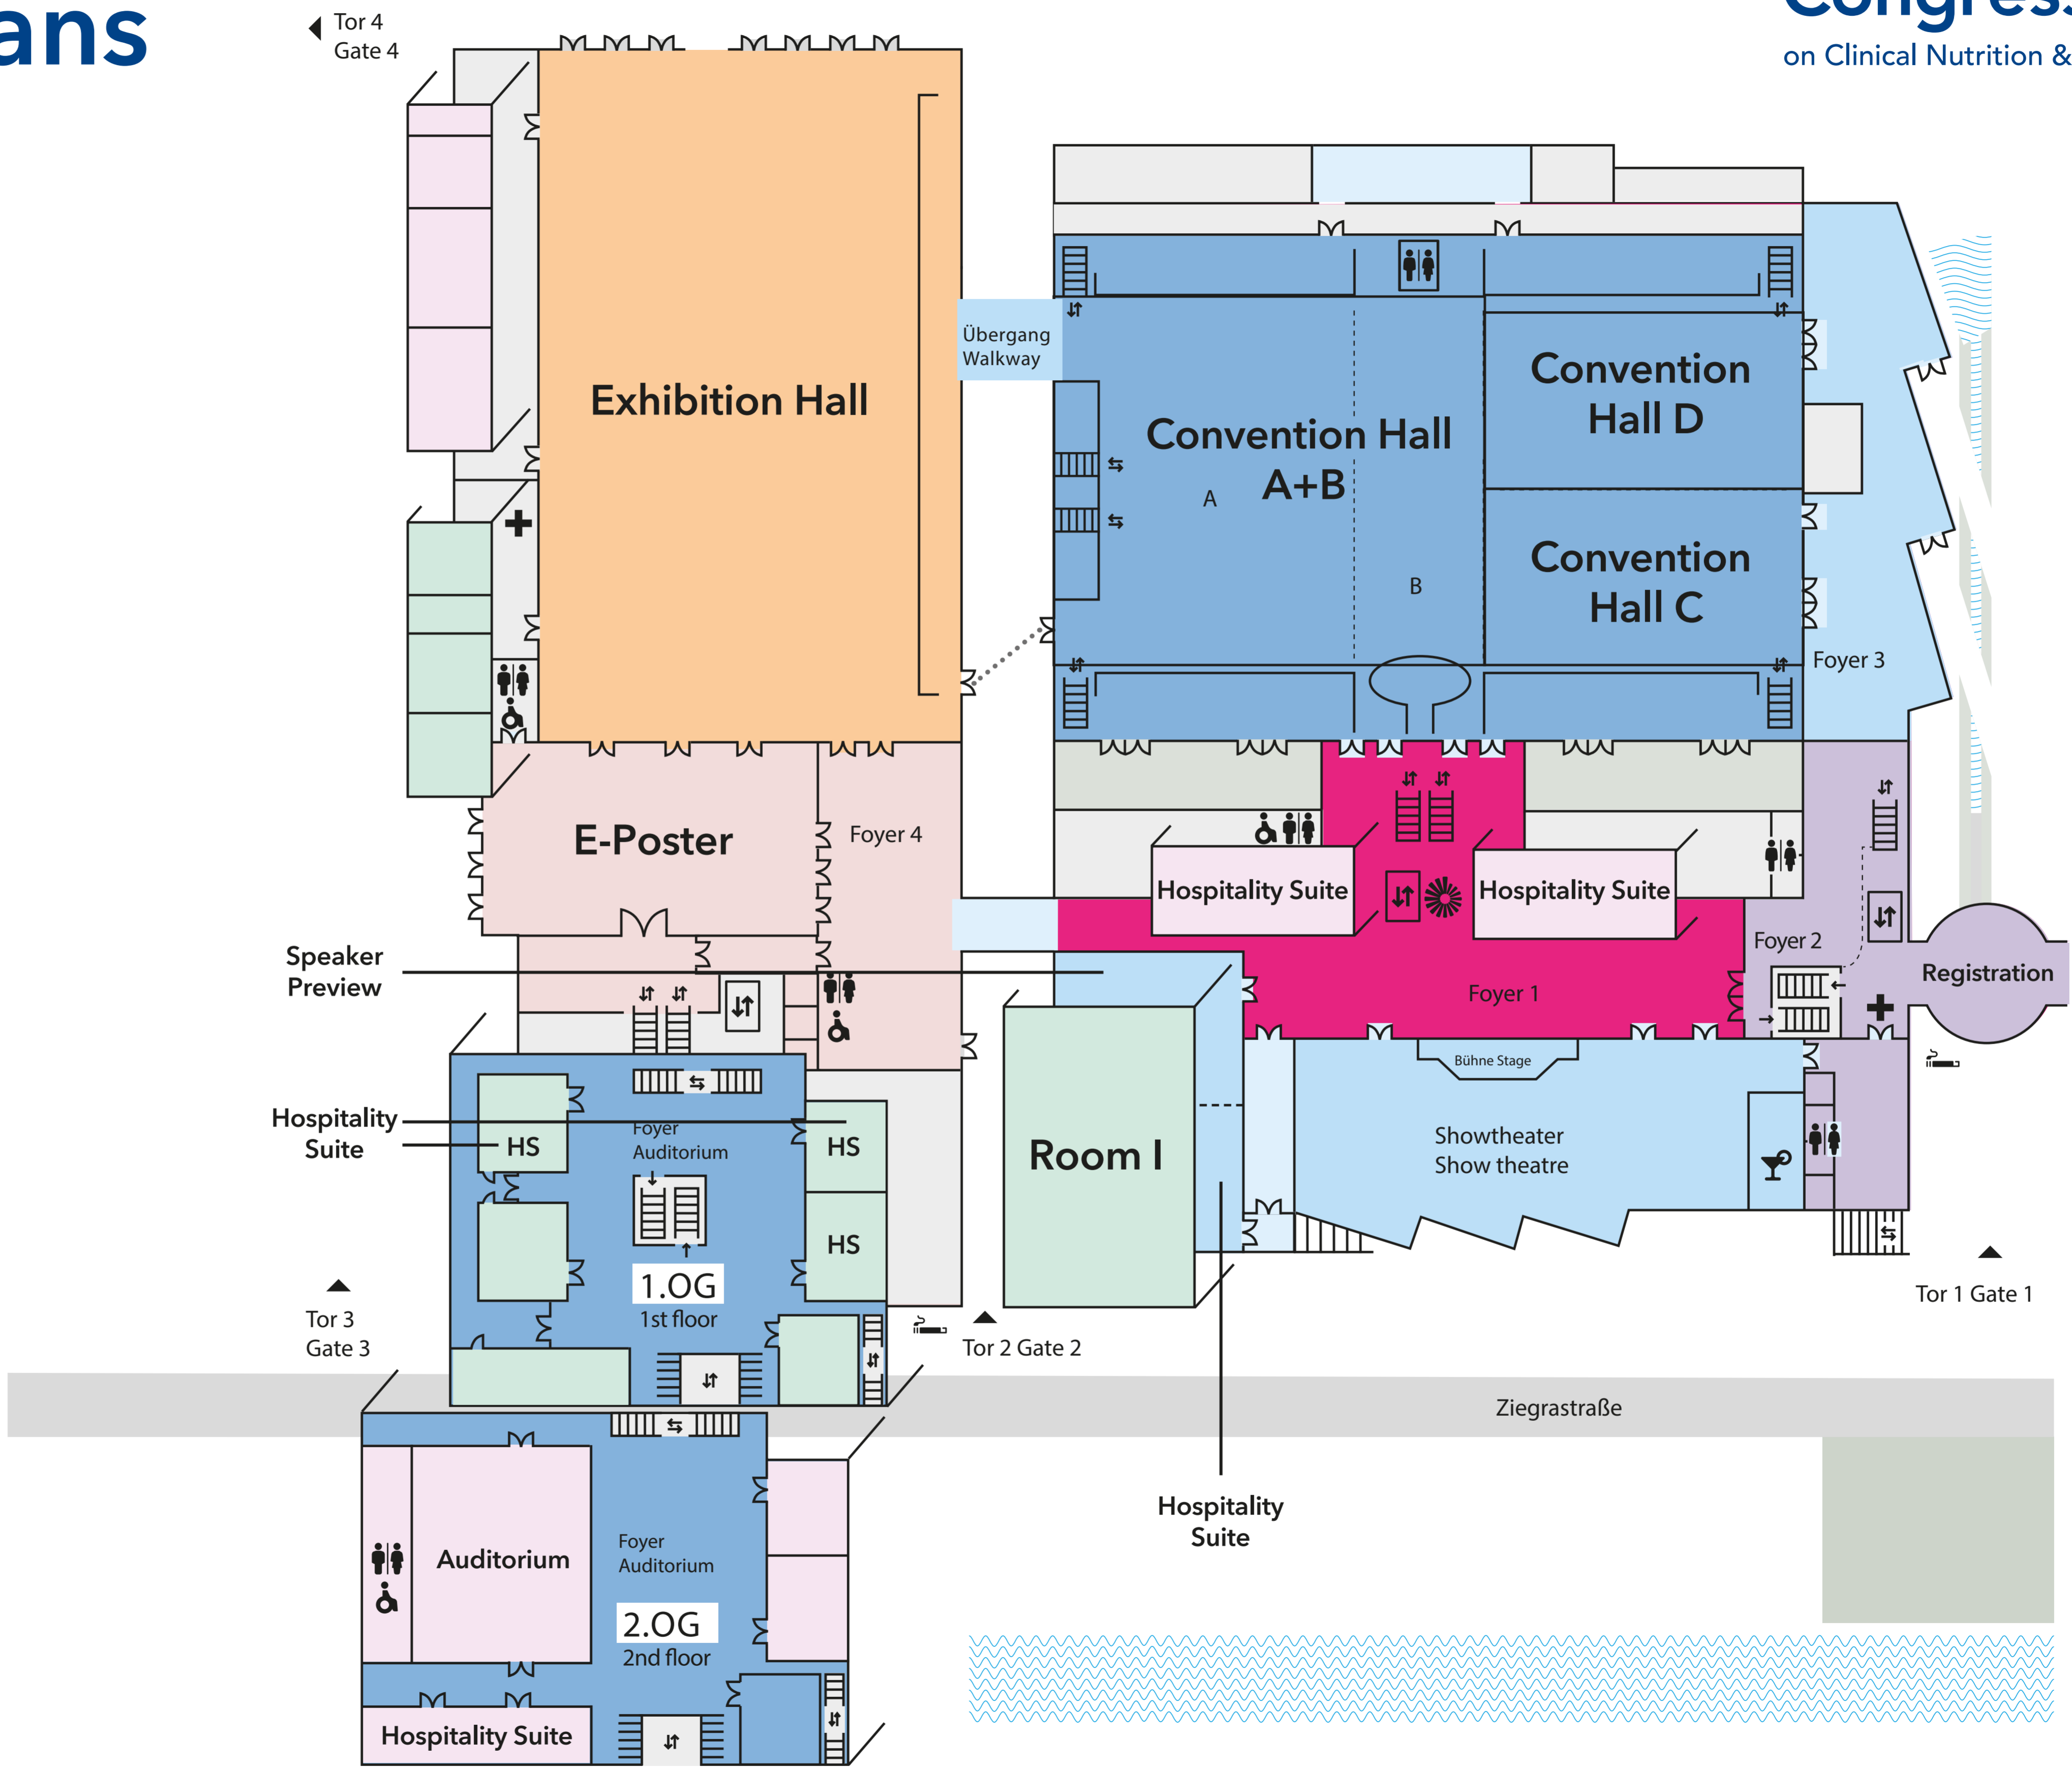 ans
Congress
on Clinical Nutrition &
Tor 4
Gate 4
Übergang
Walkway
Exhibition Hall
Convention Hall
A+B
A
B
Convention
Hall D
Convention
Hall C
Foyer 3
E-Poster
Foyer 4
Hospitality Suite
Hospitality Suite
Foyer 2
Registration
Speaker
Preview
Foyer 1
Bühne Stage
Hospitality
Suite
HS
Foyer
Auditorium
HS
Room I
Showtheater
Show theatre
HS
1.OG
1st floor
Tor 3
Gate 3
Tor 2 Gate 2
Tor 1 Gate 1
Ziegrastraße
Hospitality
Suite
Auditorium
Foyer
Auditorium
2.OG
2nd floor
Hospitality Suite